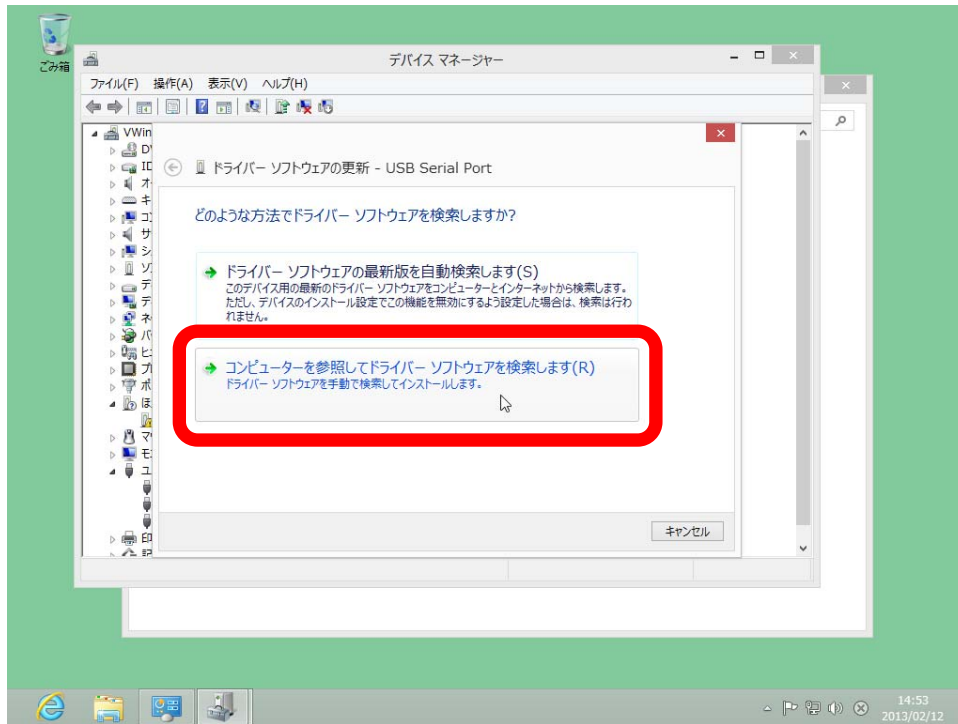 ごみ箱
デバイス マネージャー
ファイル(F) 操作(A) 表示(V) ヘルプ(H)
VWin
ドライバー ソフトウェアの更新 - USB Serial Port
どのような方法でドライバー ソフトウェアを検索しますか?
ドライバー ソフトウェアの最新版を自動検索します(S)
このデバイス用の最新のドライバー ソフトウェアをコンピューターとインターネットから検索します。
ただし、デバイスのインストール設定でこの機能を無効にするよう設定した場合は、検索は行わ
れません。
コンピューターを参照してドライバー ソフトウェアを検索します(R)
ドライバー ソフトウェアを手動で検索してインストールします。
キャンセル
14:53
2013/02/12